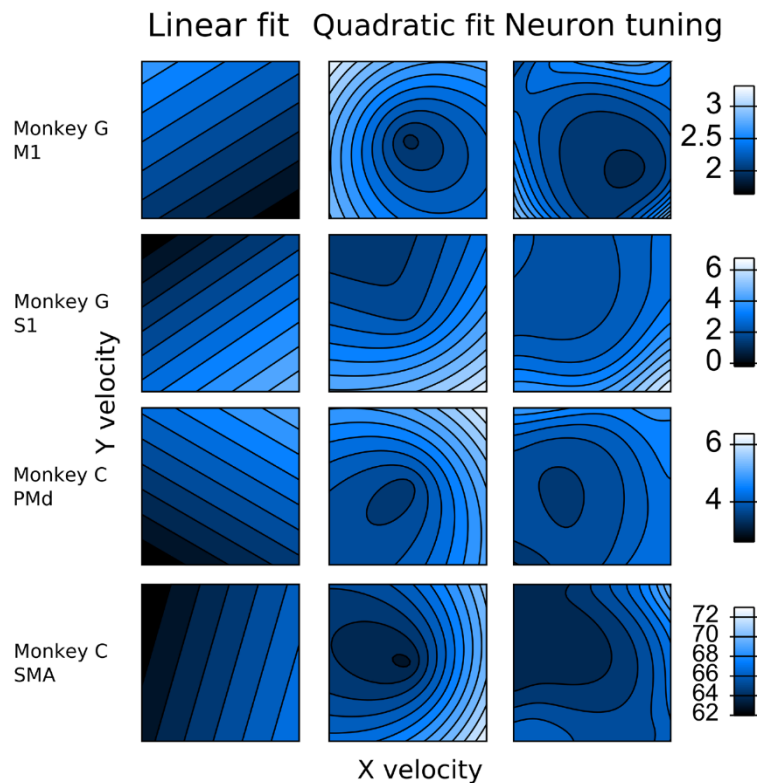 Linear fit Quadratic fit Neuron tuning
Monkey G
M1
3
2.5
2
Monkey G
S1
6
4
2
0
Y velocity
Monkey C
PMd
6
4
Monkey C
SMA
72
70
68
66
64
62
X velocity